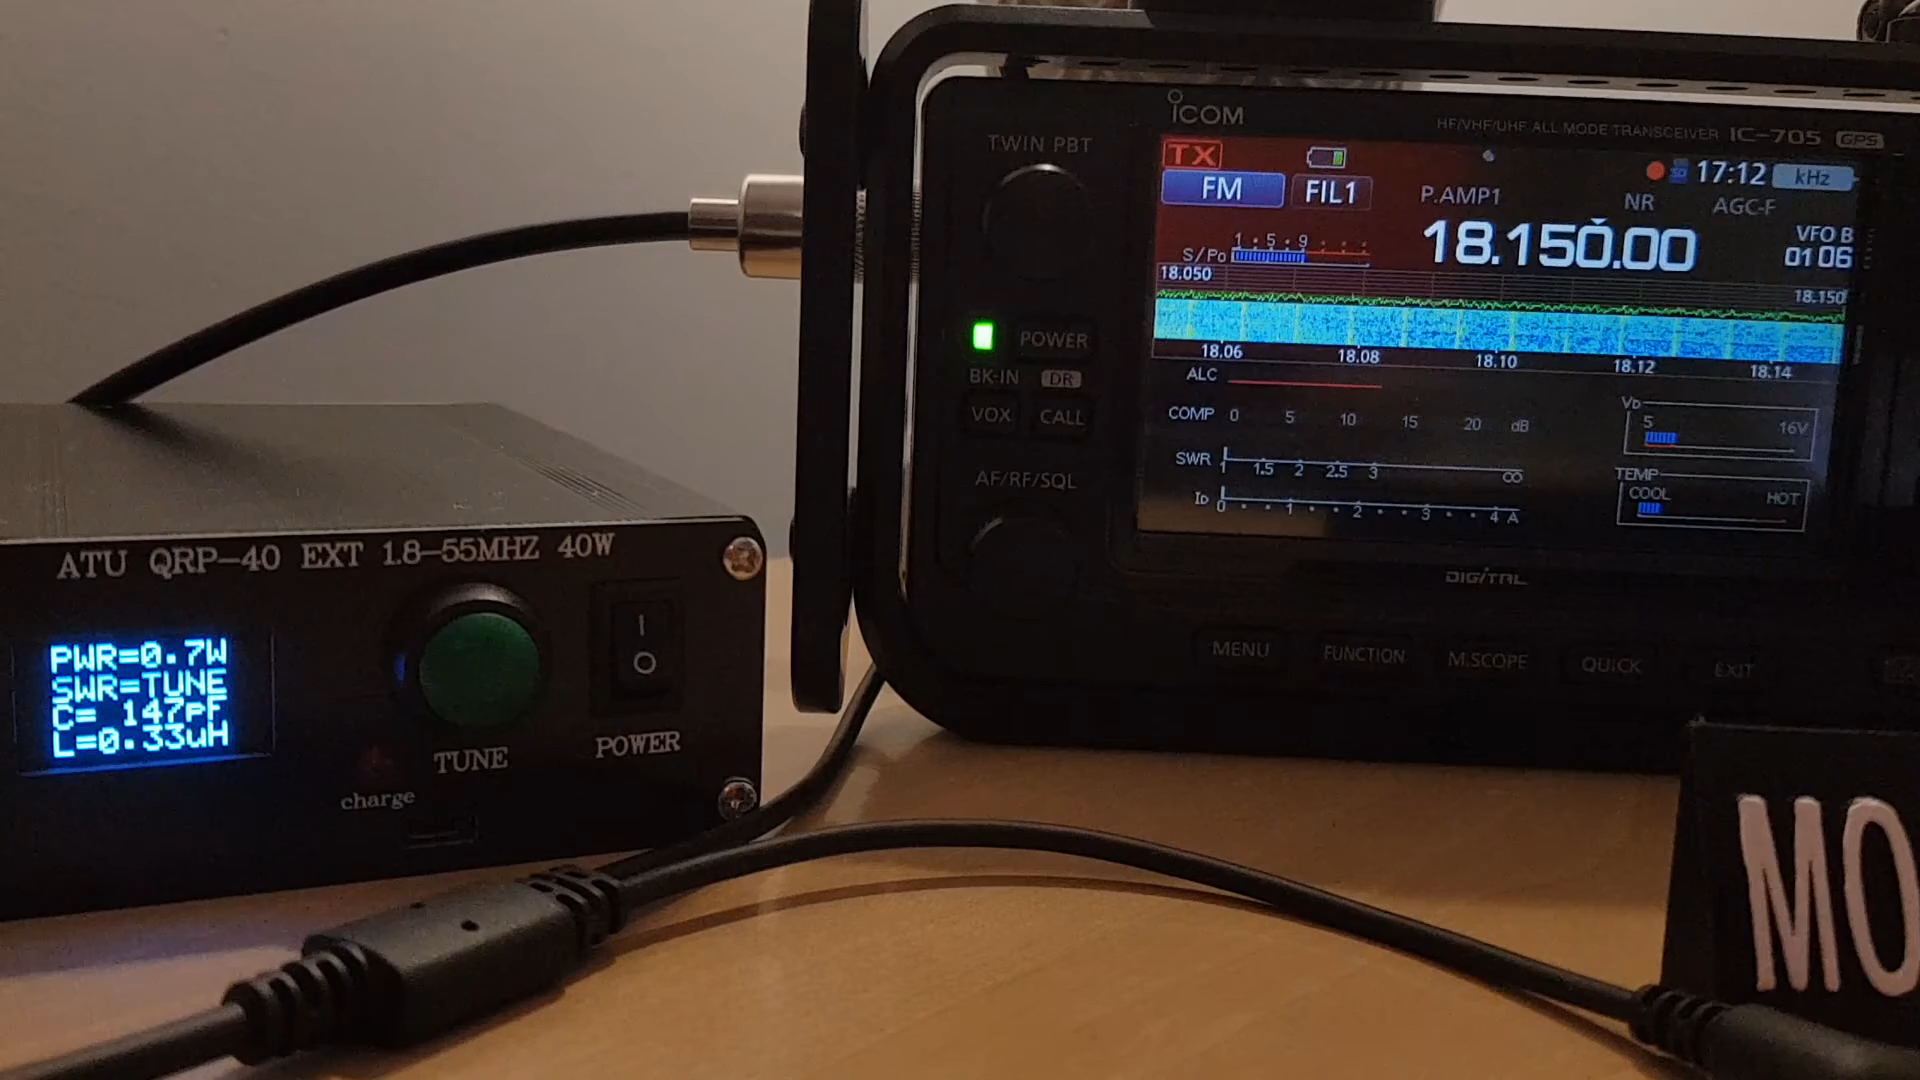 ICOM
HF/VHF/UHF ALL MODE TRANSCEIVER IC-705 GPS
TWIN PBT
TX
17:12 kHz
FM FIL1 P.AMP1 NR AGC-F
18.150.00
VFO B
01 06
S/Po 1 • 5 • 9
18.050
18.150
18.06 18.08 18.10 18.12 18.14
POWER
BK-IN DR
VOX CALL
AF/RF/SQL
ALC
COMP 0 5 10 15 20 dB
SWR 1 1.5 2 2.5 3 ∞
ID 0 1 2 3 4 A
VD
5 16V
TEMP
COOL HOT
DIGITAL
MENU FUNCTION M.SCOPE QUICK EXIT
ATU QRP-40 EXT 1.8-55MHZ 40W
PWR=0.7W
SWR=TUNE
C= 147pF
L=0.33uH
TUNE
I
O
POWER
charge